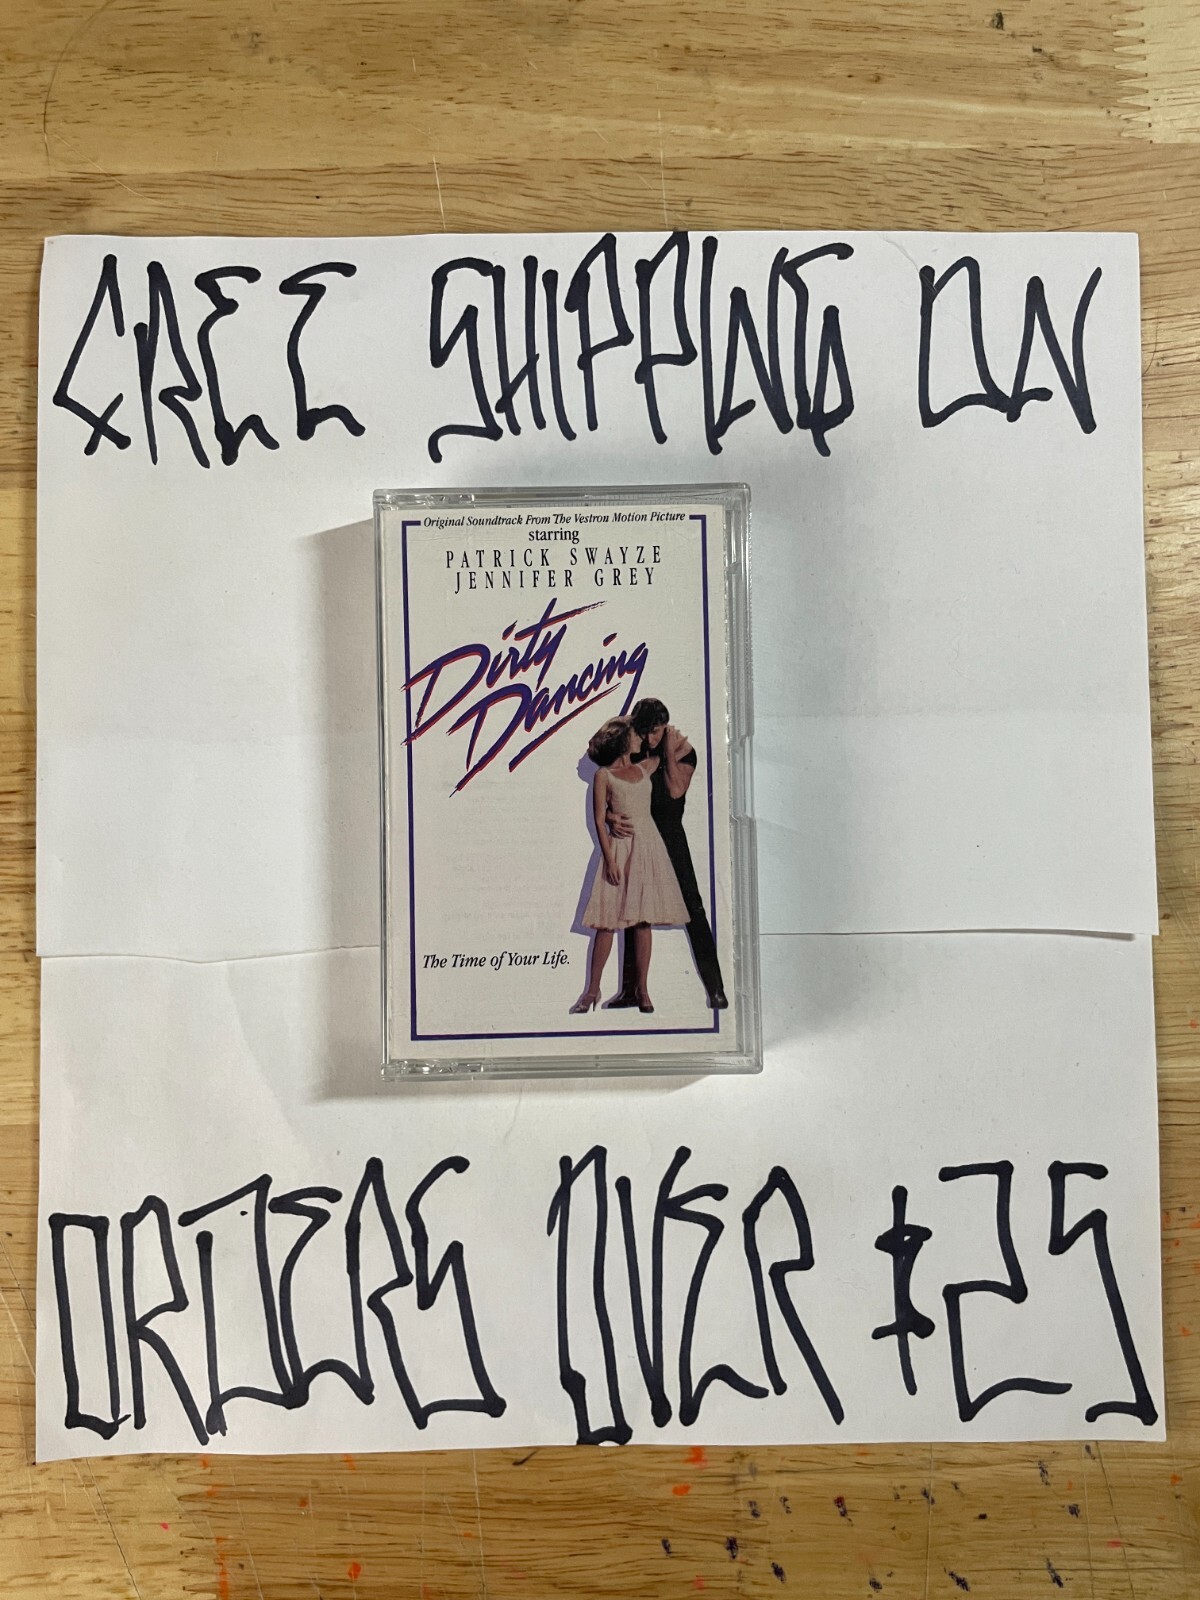 FREE SHIPPING ON
Original Soundtrack From The Vestron Motion Picture
starring
PATRICK SWAYZE
JENNIFER GREY
Dirty
Dancing
The Time of Your Life.
ORDERS OVER $25